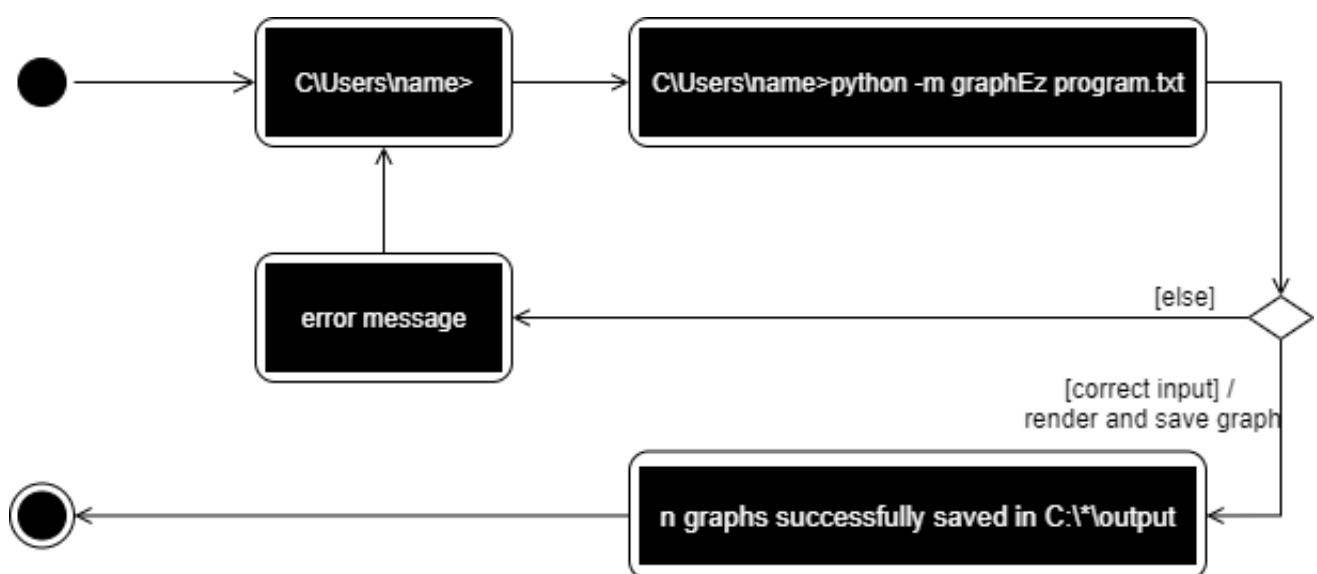 C\Users\name>
C\Users\name>python -m graphEz program.txt
[else]
error message
[correct input] /
render and save graph
n graphs successfully saved in C:\*\output